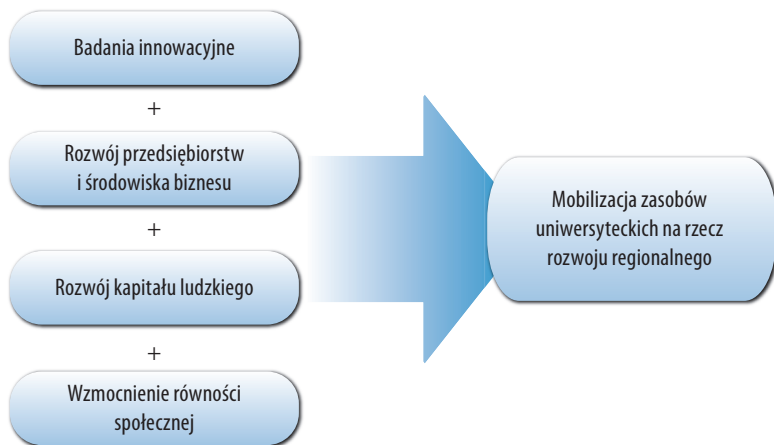 Badania innowacyjne
+
Rozwój przedsiębiorstw
i środowiska biznesu
+
Rozwój kapitału ludzkiego
+
Wzmocnienie równości
społecznej
Mobilizacja zasobów
uniwersyteckich na rzecz
rozwoju regionalnego